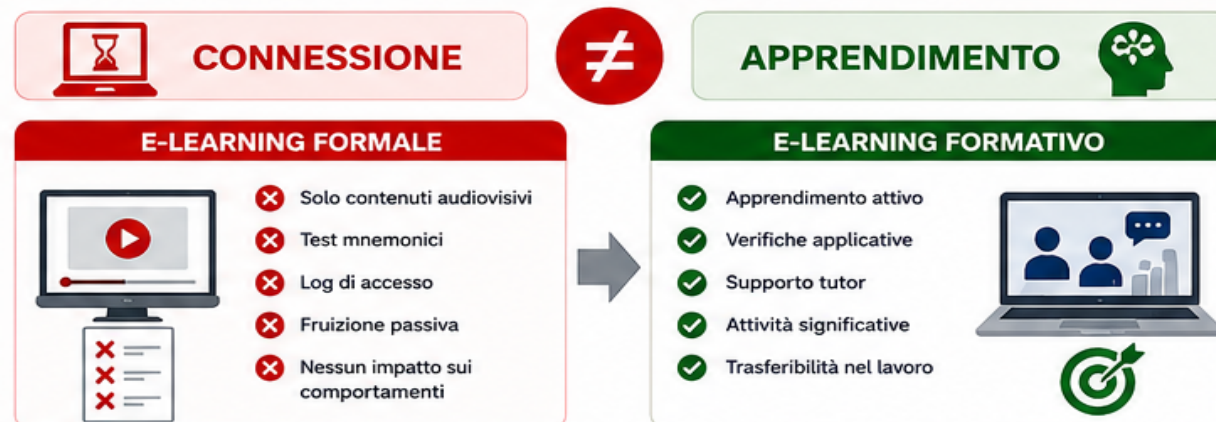 CONNESSIONE
≠
APPRENDIMENTO
E-LEARNING FORMALE
Solo contenuti audiovisivi
Test mnemonici
Log di accesso
Fruizione passiva
Nessun impatto sui
comportamenti
E-LEARNING FORMATIVO
Apprendimento attivo
Verifiche applicative
Supporto tutor
Attività significative
Trasferibilità nel lavoro